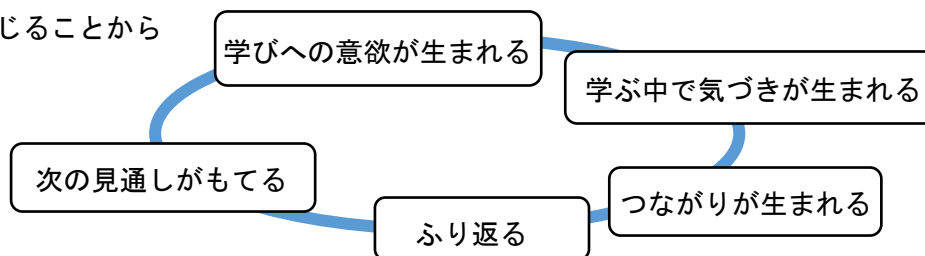 じることから
学びへの意欲が生まれる
学ぶ中で気づきが生まれる
つながりが生まれる
ふり返る
次の見通しがもてる